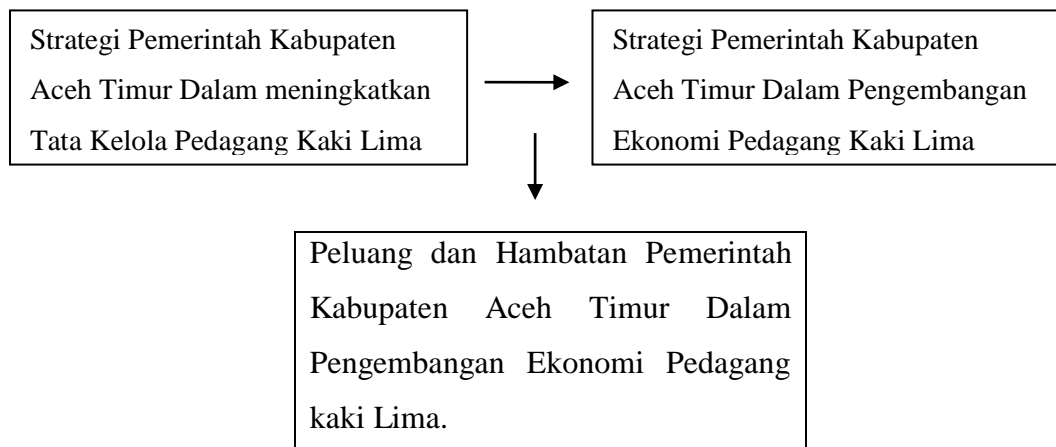 Strategi Pemerintah Kabupaten
Aceh Timur Dalam meningkatkan
Tata Kelola Pedagang Kaki Lima
Strategi Pemerintah Kabupaten
Aceh Timur Dalam Pengembangan
Ekonomi Pedagang Kaki Lima
Peluang dan Hambatan Pemerintah
Kabupaten Aceh Timur Dalam
Pengembangan Ekonomi Pedagang
kaki Lima.